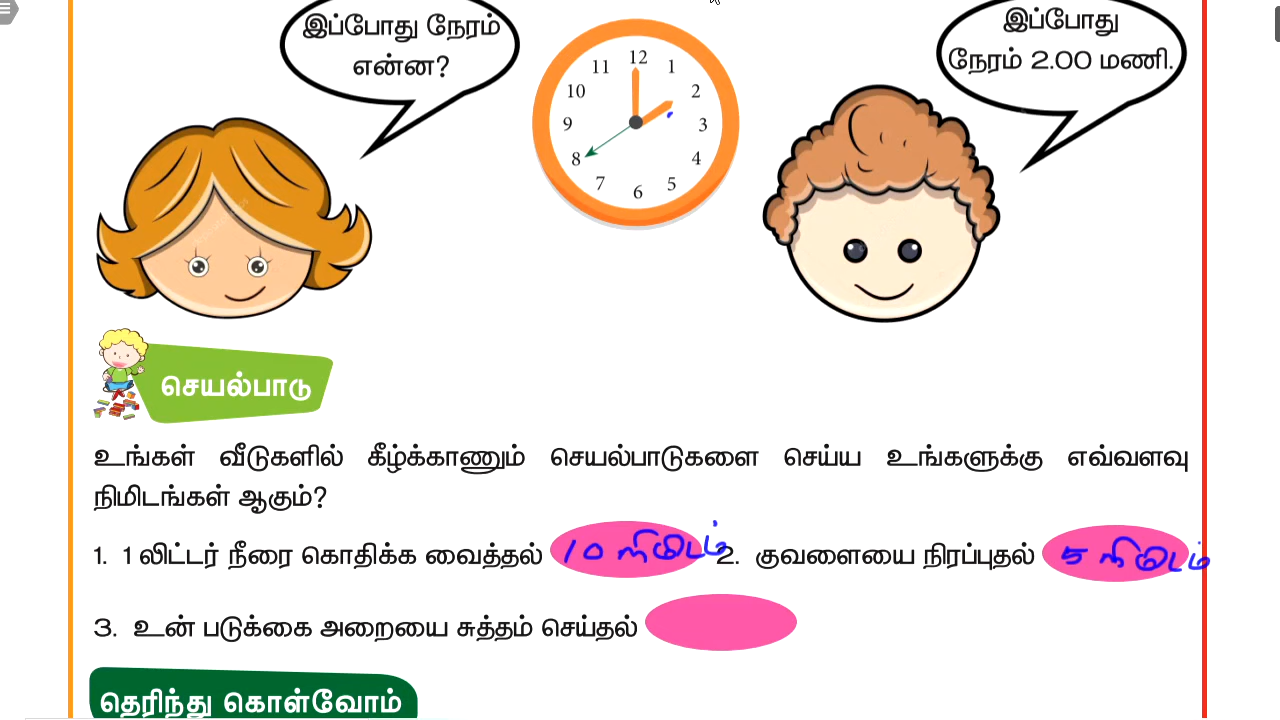 இப்போது நேரம்
என்ன?
இப்போது
நேரம் 2.00 மணி.
12
11 1
10 2
9 3
8 4
7 5
6
செயல்பாடு
உங்கள் வீடுகளில் கீழ்க்காணும் செயல்பாடுகளை செய்ய உங்களுக்கு எவ்வளவு
நிமிடங்கள் ஆகும்?
1. 1 லிட்டர் நீரை கொதிக்க வைத்தல் 10 நிமிடம் 2. குவளையை நிரப்புதல் 5 நிமிடம்
3. உன் படுக்கை அறையை சுத்தம் செய்தல்
தெரிந்து கொள்வோம்